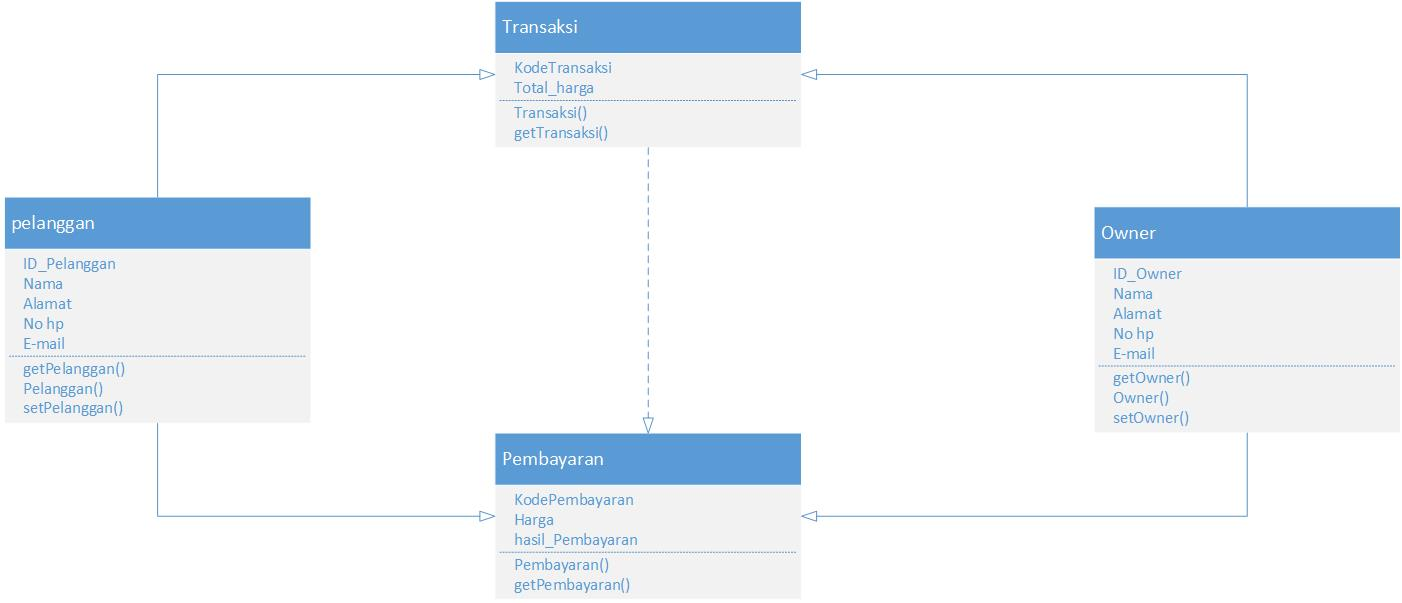 Transaksi
KodeTransaksi
Total_harga
Transaksi()
getTransaksi()
pelanggan
ID_Pelanggan
Nama
Alamat
No hp
E-mail
getPelanggan()
Pelanggan()
setPelanggan()
Owner
ID_Owner
Nama
Alamat
No hp
E-mail
getOwner()
Owner()
setOwner()
Pembayaran
KodePembayaran
Harga
hasil_Pembayaran
Pembayaran()
getPembayaran()